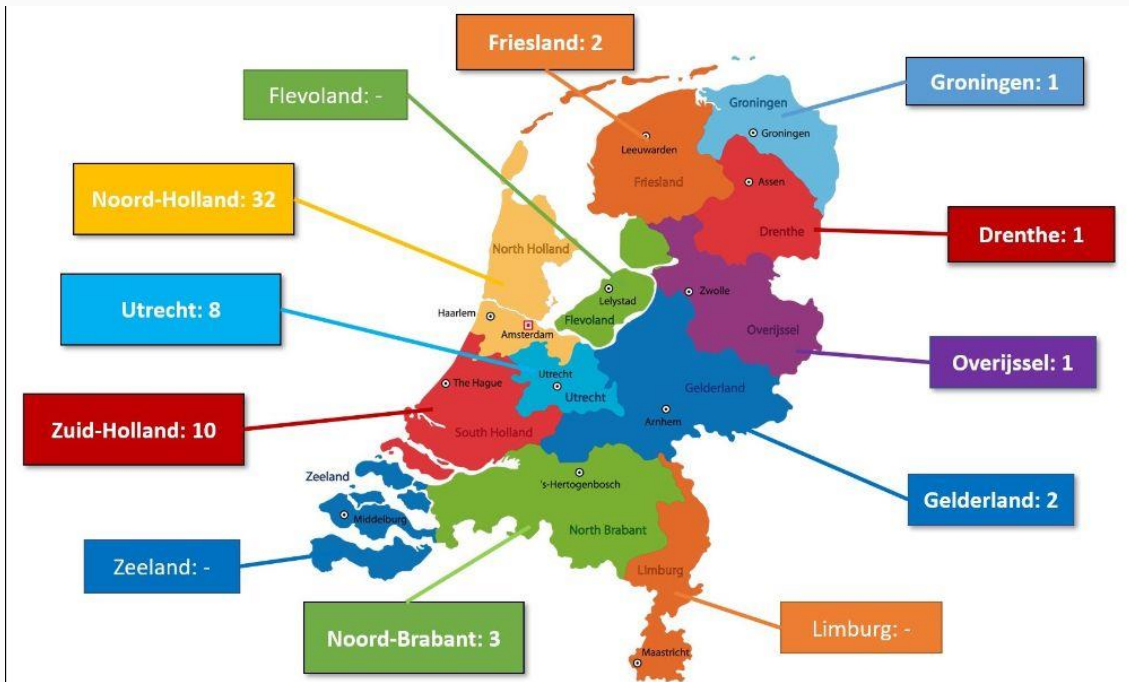 Friesland: 2
Flevoland: -
Groningen: 1
Groningen
Groningen
Leeuwarden
Friesland
Assen
Drenthe
Noord-Holland: 32
Drenthe: 1
North Holland
Zwolle
Lelystad
Flevoland
Overijssel
Utrecht: 8
Haarlem
Amsterdam
Overijssel: 1
Utrecht
Utrecht
The Hague
Gelderland
Arnhem
Zuid-Holland: 10
South Holland
Zeeland
's-Hertogenbosch
Gelderland: 2
Middelburg
North Brabant
Zeeland: -
Limburg
Noord-Brabant: 3
Limburg: -
Maastricht